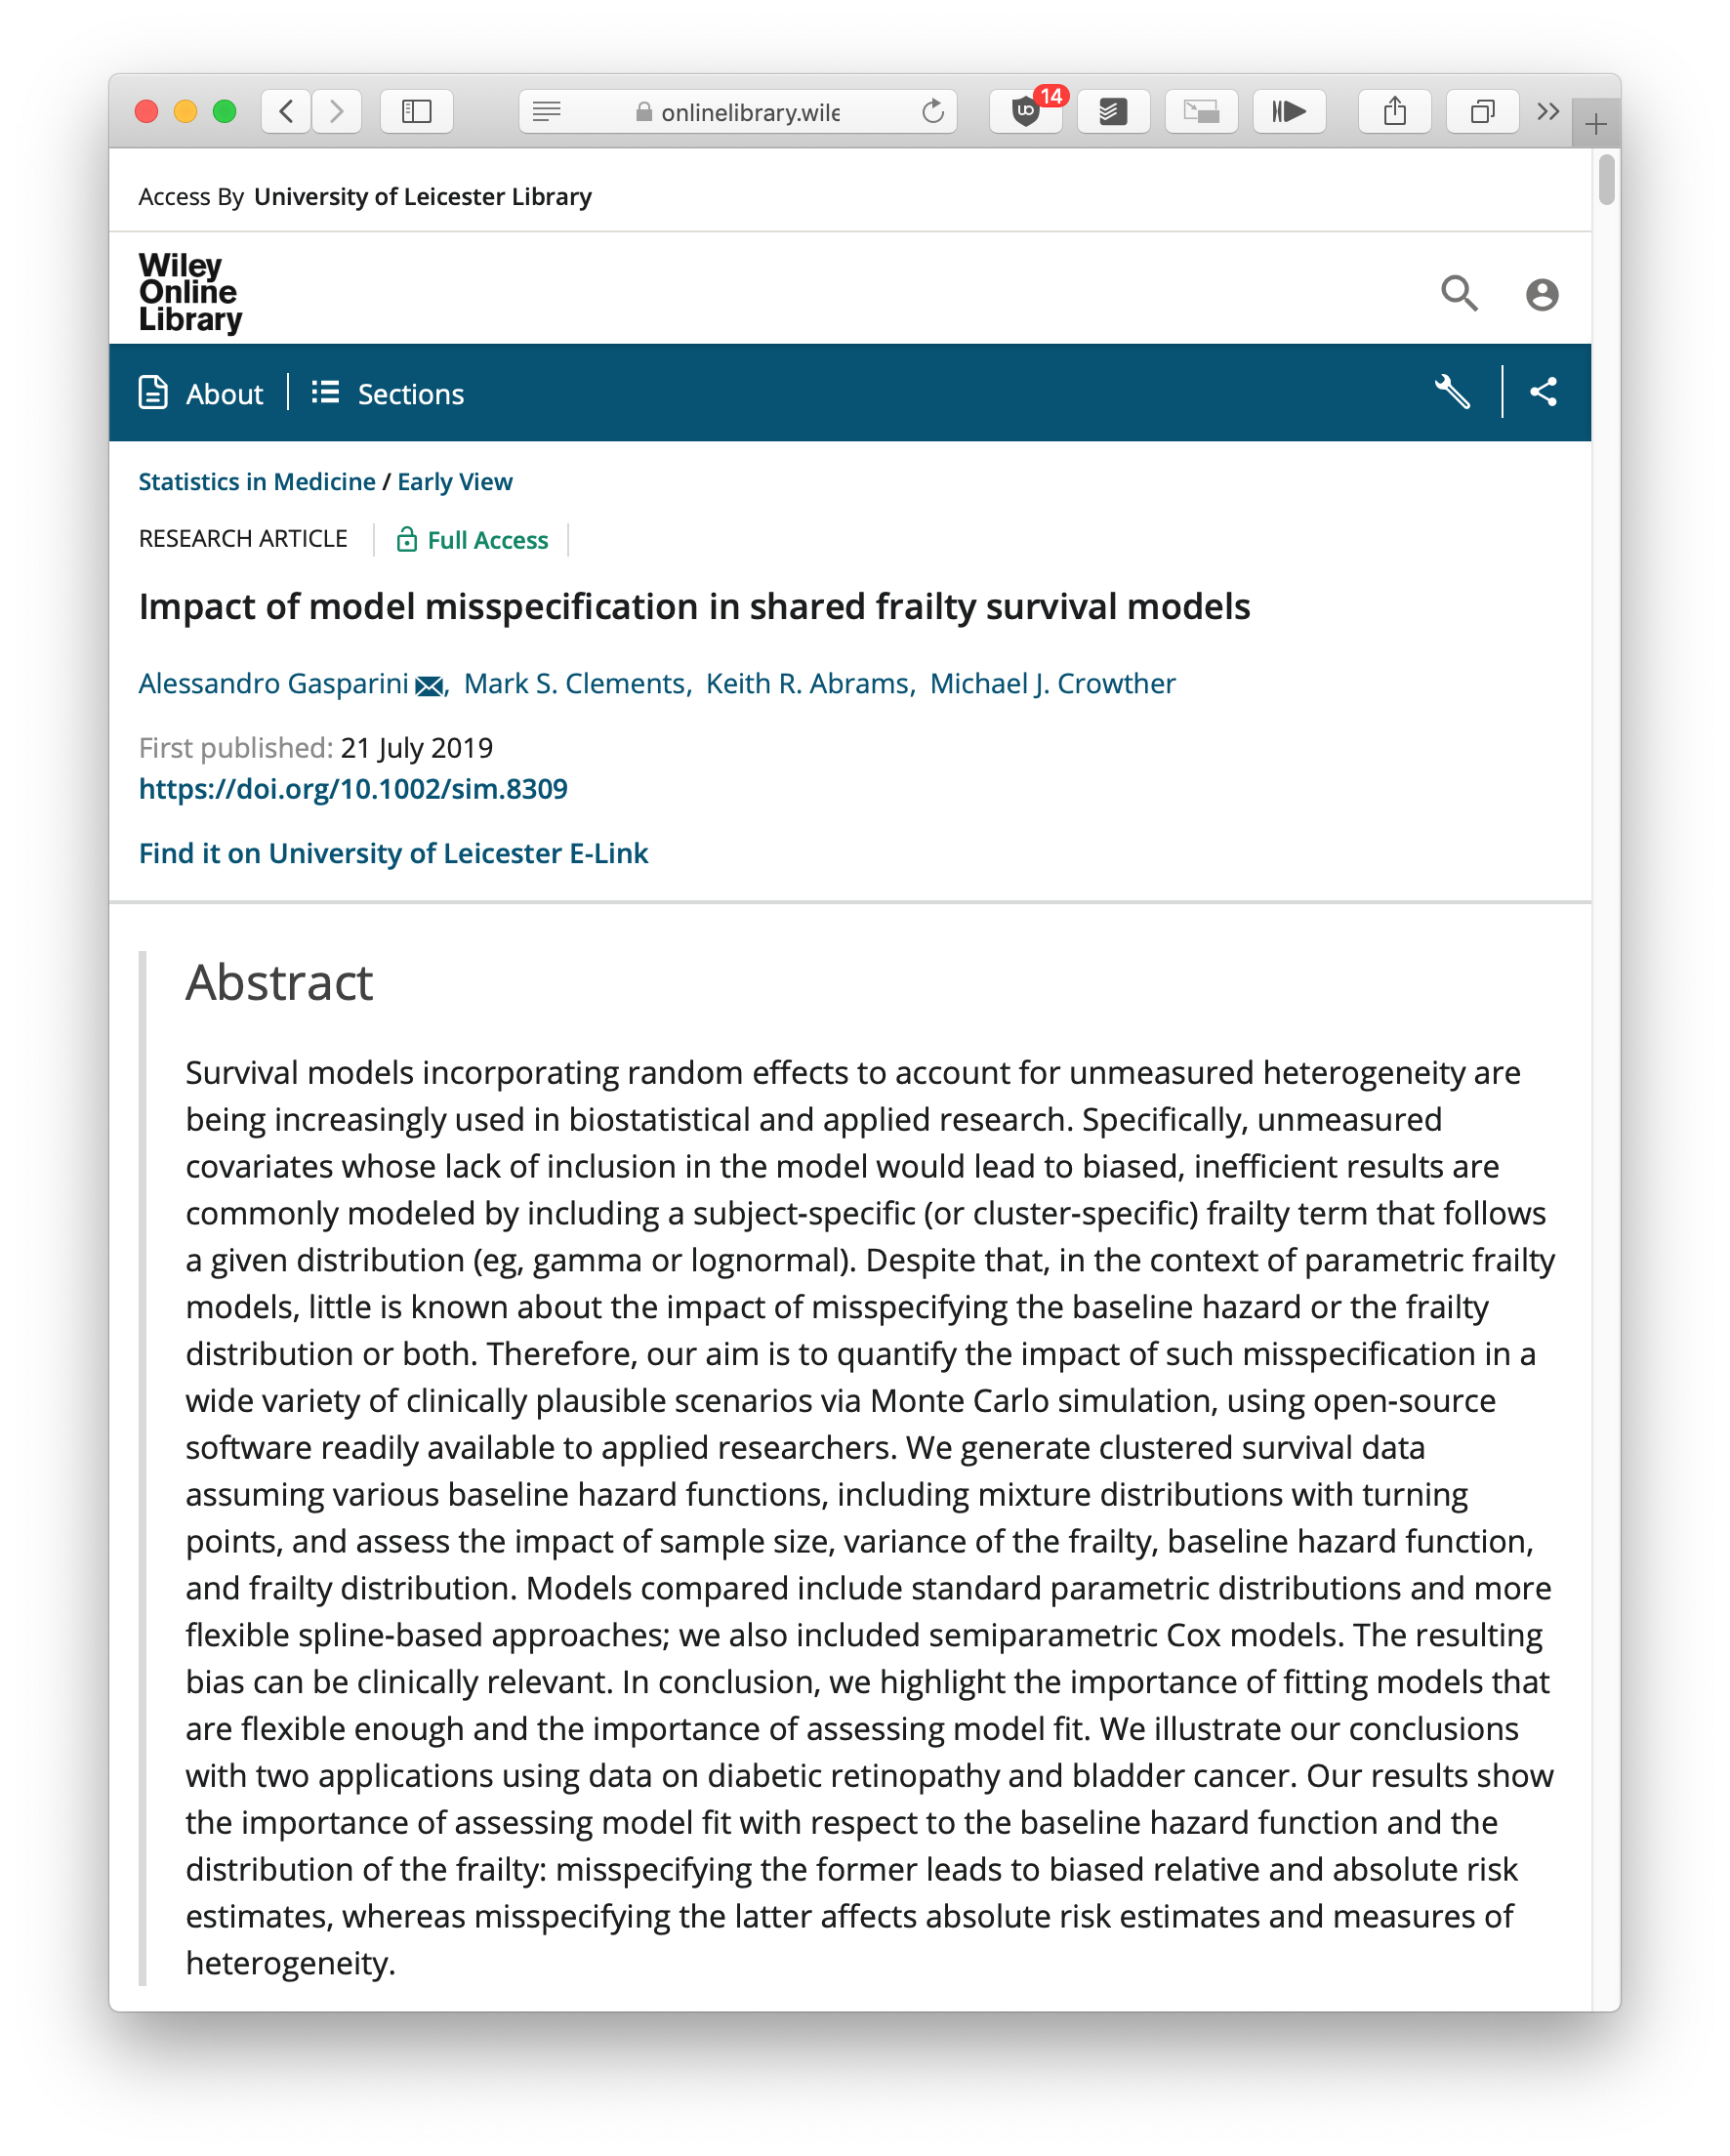 onlinelibrary.wile
14
Access By University of Leicester Library
Wiley
Online
Library
About
Sections
Statistics in Medicine / Early View
RESEARCH ARTICLE
Full Access
Impact of model misspecification in shared frailty survival models
Alessandro Gasparini, Mark S. Clements, Keith R. Abrams, Michael J. Crowther
First published: 21 July 2019
https://doi.org/10.1002/sim.8309
Find it on University of Leicester E-Link
Abstract
Survival models incorporating random effects to account for unmeasured heterogeneity are
being increasingly used in biostatistical and applied research. Specifically, unmeasured
covariates whose lack of inclusion in the model would lead to biased, inefficient results are
commonly modeled by including a subject-specific (or cluster-specific) frailty term that follows
a given distribution (eg, gamma or lognormal). Despite that, in the context of parametric frailty
models, little is known about the impact of misspecifying the baseline hazard or the frailty
distribution or both. Therefore, our aim is to quantify the impact of such misspecification in a
wide variety of clinically plausible scenarios via Monte Carlo simulation, using open-source
software readily available to applied researchers. We generate clustered survival data
assuming various baseline hazard functions, including mixture distributions with turning
points, and assess the impact of sample size, variance of the frailty, baseline hazard function,
and frailty distribution. Models compared include standard parametric distributions and more
flexible spline-based approaches; we also included semiparametric Cox models. The resulting
bias can be clinically relevant. In conclusion, we highlight the importance of fitting models that
are flexible enough and the importance of assessing model fit. We illustrate our conclusions
with two applications using data on diabetic retinopathy and bladder cancer. Our results show
the importance of assessing model fit with respect to the baseline hazard function and the
distribution of the frailty: misspecifying the former leads to biased relative and absolute risk
estimates, whereas misspecifying the latter affects absolute risk estimates and measures of
heterogeneity.